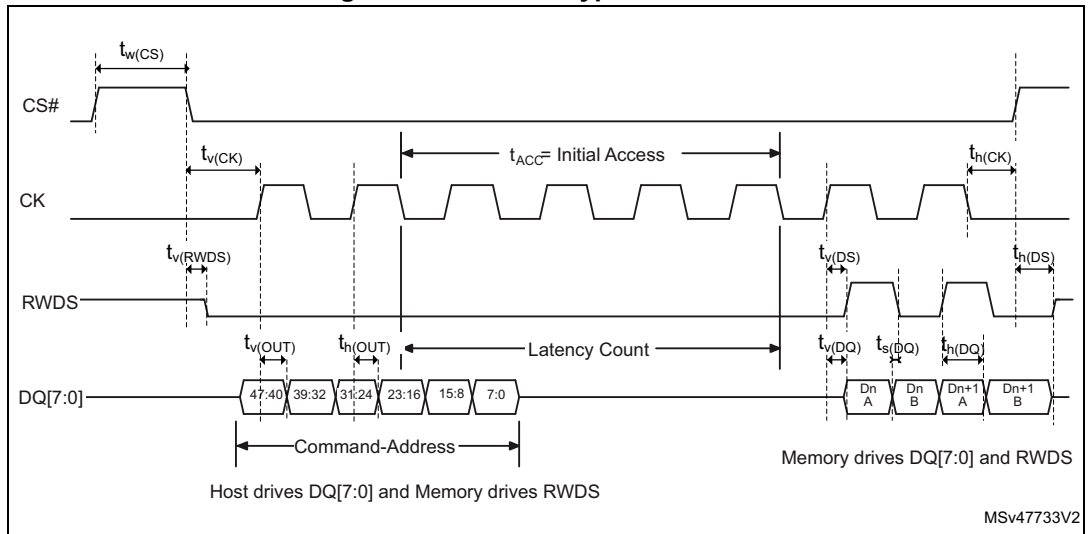 tw(CS)
CS#
tv(CK)
tACC= Initial Access
th(CK)
CK
tv(RWDS)
tv(DS)
th(DS)
RWDS
tv(OUT)
th(OUT)
Latency Count
tv(DQ)
ts(DQ)
th(DQ)
DQ[7:0]
47:40
39:32
31:24
23:16
15:8
7:0
Dn
A
Dn
B
Dn+1
A
Dn+1
B
Command-Address
Memory drives DQ[7:0] and RWDS
Host drives DQ[7:0] and Memory drives RWDS
MSv47733V2